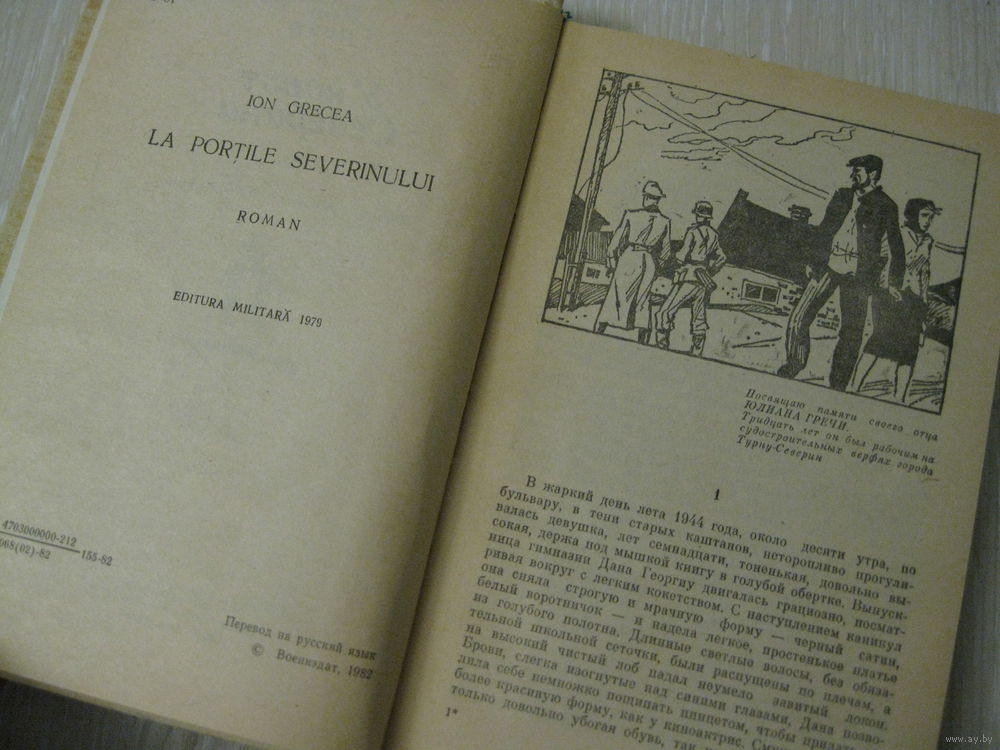 ION GRECEA
LA PORȚILE SEVERINULUI
ROMAN
EDITURA MILITARĂ 1979
4703000000-212
068(02)-82
155-82
Перевод на русский язык
© Воениздат, 1982
Посвящаю памяти своего отца
ЮЛИАНА ГРЕЧИ.
Тридцать лет он был рабочим на
судостроительных верфях города
Турну-Северин
1
В жаркий день лета 1944 года, около десяти утра, по
бульвару, в тени старых каштанов, неторопливо прогули-
валась девушка, лет семнадцати, тоненькая, довольно вы-
сокая, держа под мышкой книгу в голубой обертке. Выпуск-
ница гимназии Дана Георгиу двигалась грациозно, посмат-
ривая вокруг с легким кокетством. С наступлением каникул
она сняла строгую и мрачную форму — черный сатин,
белый воротничок — и надела легкое, простенькое платье
из голубого полотна. Длинные светлые волосы, без обяза-
тельной школьной сеточки, были распущены по плечам, а
на высокий чистый лоб падал неумело завитый локон.
Брови, слегка изогнутые над синими глазами, Дана позво-
лила себе немножко пощипать пинцетом, чтобы придать
более красивую форму, как у киноактрис.
только довольно убогая обувь, так
1*
www.ay.by